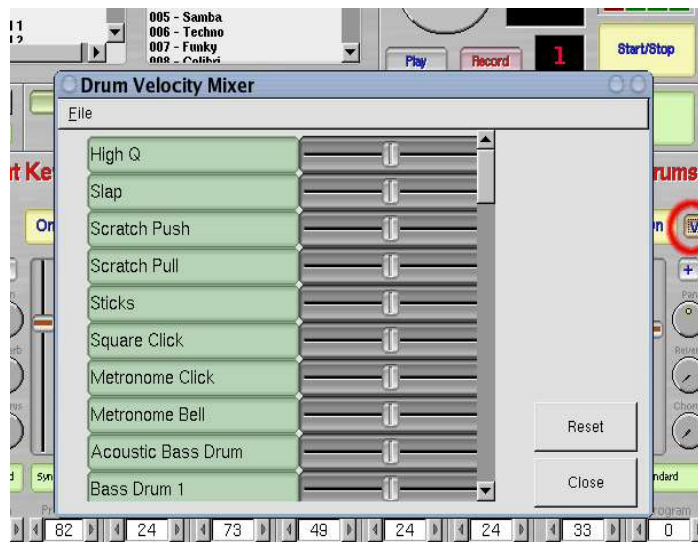 005 - Samba
006 - Techno
007 - Funky
008 - Colibri
Play
Record
1
Start/Stop
Drum Velocity Mixer
File
High Q
Slap
Scratch Push
Scratch Pull
Sticks
Square Click
Metronome Click
Metronome Bell
Acoustic Bass Drum
Bass Drum 1
Reset
Close
82 24 73 49 24 24 33 0